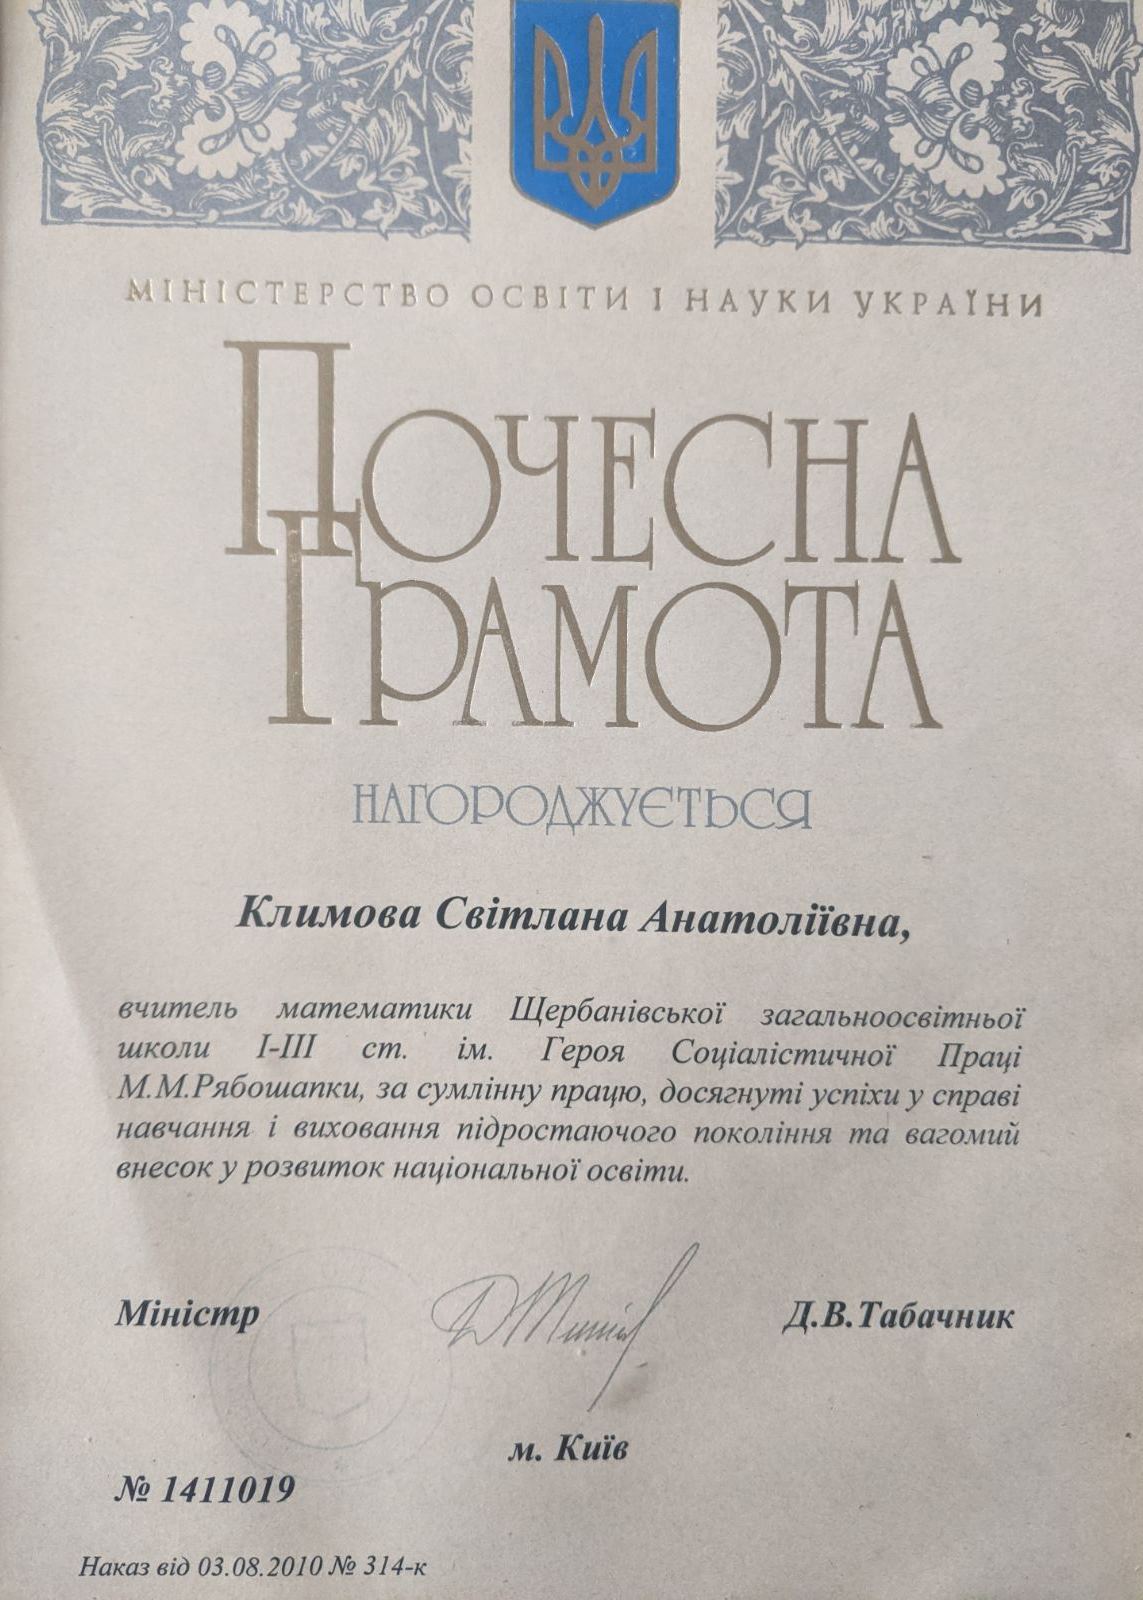 МІНІСТЕРСТВО ОСВІТИ І НАУКИ УКРАЇНИ
ПОЧЕСНА
ГРАМОТА
НАГОРОДЖУЄТЬСЯ
Климова Світлана Анатоліївна,
вчитель математики Щербанівської загальноосвітньої
школи І-ІІІ ст. ім. Героя Соціалістичної Праці
М.М.Рябошапки, за сумлінну працю, досягнуті успіхи у справі
навчання і виховання підростаючого покоління та вагомий
внесок у розвиток національної освіти.
Міністр Д.В.Табачник
м. Київ
№ 1411019
Наказ від 03.08.2010 № 314-к